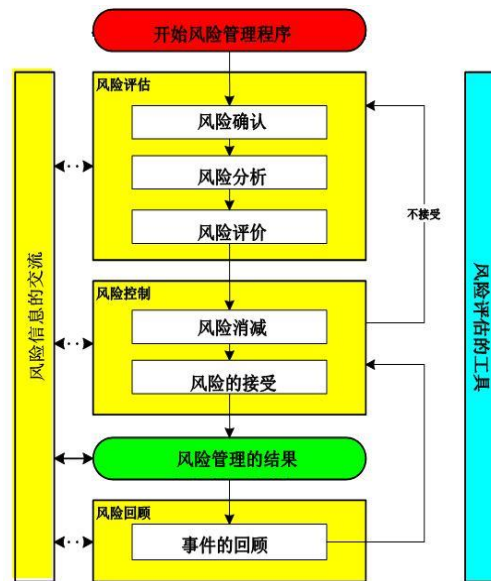 开始风险管理程序
风险评估
风险确认
风险分析
风险评价
不接受
风险控制
风险消减
风险的接受
风险管理的结果
风险回顾
事件的回顾
风险信息的交流
风险评估的工具